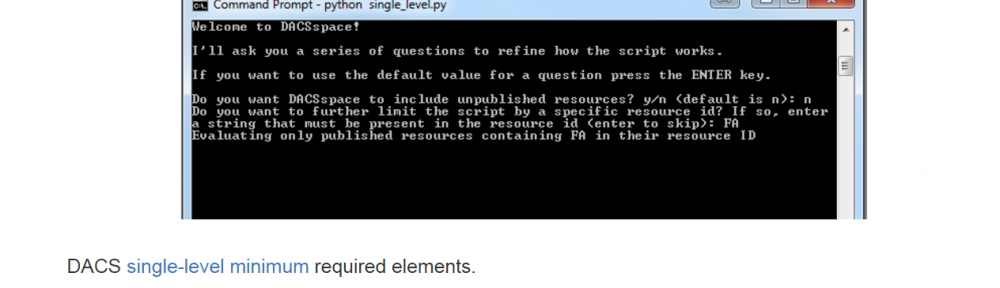 Command Prompt - python single_level.py
Welcome to DACSspace!
I'll ask you a series of questions to refine how the script works.
If you want to use the default value for a question press the ENTER key.
Do you want DACSspace to include unpublished resources? y/n (default is n): n
Do you want to further limit the script by a specific resource id? If so, enter
a string that must be present in the resource id (enter to skip): FA
Evaluating only published resources containing FA in their resource ID
DACS single-level minimum required elements.